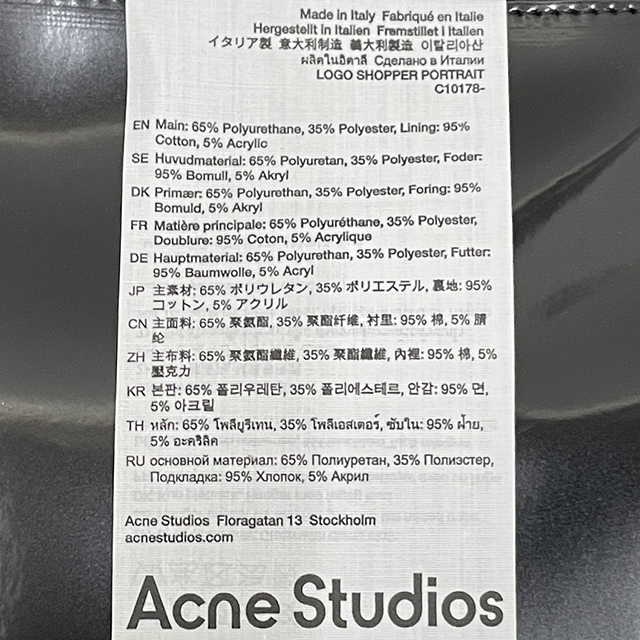 Made in Italy Fabriqué en Italie
Hergestellt in Italien Fremstillet i Italien
イタリア製 意大利制造 義大利製造 이탈리아산
ผลิตในอิตาลี Сделано в Италии
LOGO SHOPPER PORTRAIT
C10178-
EN Main: 65% Polyurethane, 35% Polyester, Lining: 95%
Cotton, 5% Acrylic
SE Huvudmaterial: 65% Polyuretan, 35% Polyester, Foder:
95% Bomull, 5% Akryl
DK Primær: 65% Polyurethan, 35% Polyester, Foring: 95%
Bomuld, 5% Akryl
FR Matière principale: 65% Polyuréthane, 35% Polyester,
Doublure: 95% Coton, 5% Acrylique
DE Hauptmaterial: 65% Polyurethan, 35% Polyester, Futter:
95% Baumwolle, 5% Acryl
JP 主素材: 65% ポリウレタン, 35% ポリエステル, 裏地: 95%
コットン, 5% アクリル
CN 主面料: 65% 聚氨酯, 35% 聚酯纤维, 衬里: 95% 棉, 5% 腈
纶
ZH 主布料: 65% 聚氨酯纖維, 35% 聚酯纖維, 內裡: 95% 棉, 5%
壓克力
KR 본판: 65% 폴리우레탄, 35% 폴리에스테르, 안감: 95% 면,
5% 아크릴
TH หลัก: 65% โพลียูรีเทน, 35% โพลีเอสเตอร์, ซับใน: 95% ฝ้าย,
5% อะคริลิค
RU основной материал: 65% Полиуретан, 35% Полиэстер,
Подкладка: 95% Хлопок, 5% Акрил
Acne Studios Floragatan 13 Stockholm
acnestudios.com
Acne Studios